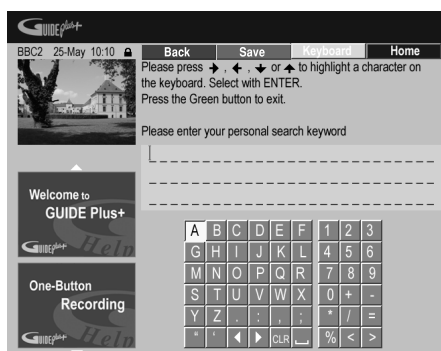 GUIDE Plus+
BBC2 25-May 10:10
Back Save Keyboard Home
Please press → , ← , ↓ or ↑ to highlight a character on
the keyboard. Select with ENTER.
Press the Green button to exit.
Please enter your personal search keyword
Welcome to
GUIDE Plus+
GUIDE Plus+ Help
One-Button
Recording
GUIDE Plus+ Help
A B C D E F 1 2 3
G H I J K L 4 5 6
M N O P Q R 7 8 9
S T U V W X 0 + -
Y Z . : , ; * / =
" ‘ ◀ ▶ CLR ⎵ % < >